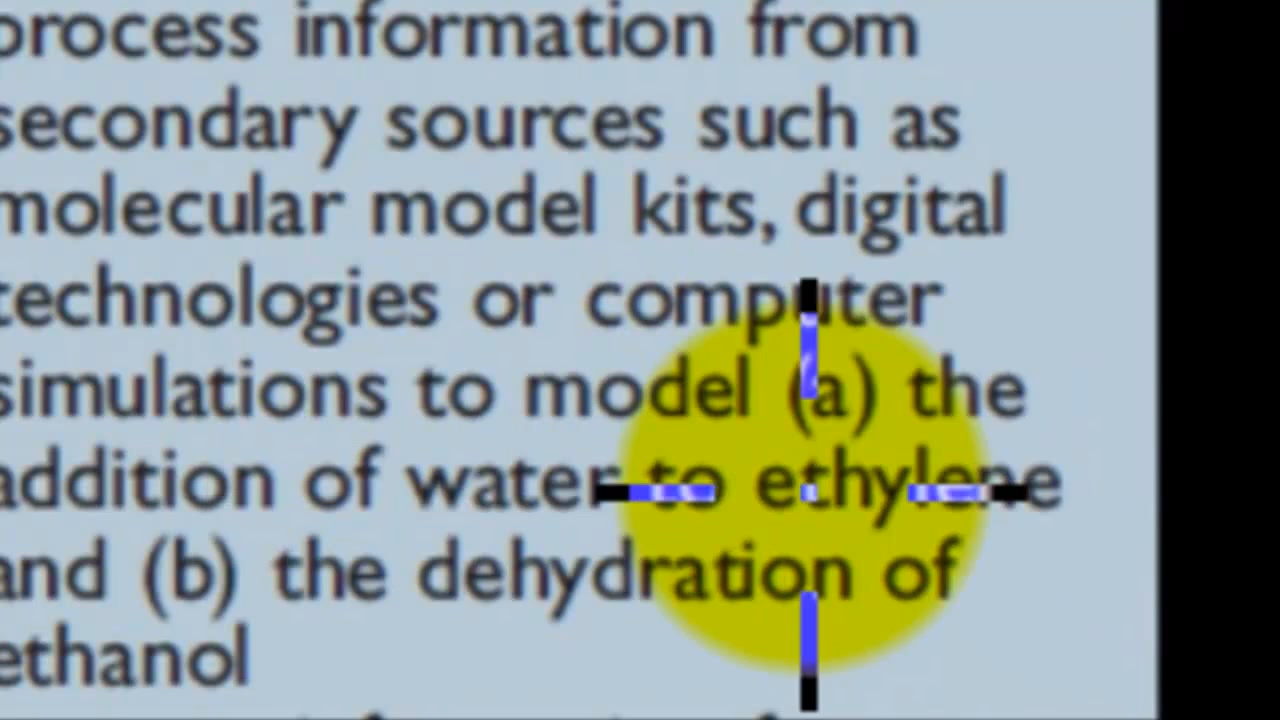 process information from
secondary sources such as
molecular model kits, digital
technologies or computer
simulations to model (a) the
addition of water to ethylene
and (b) the dehydration of
ethanol